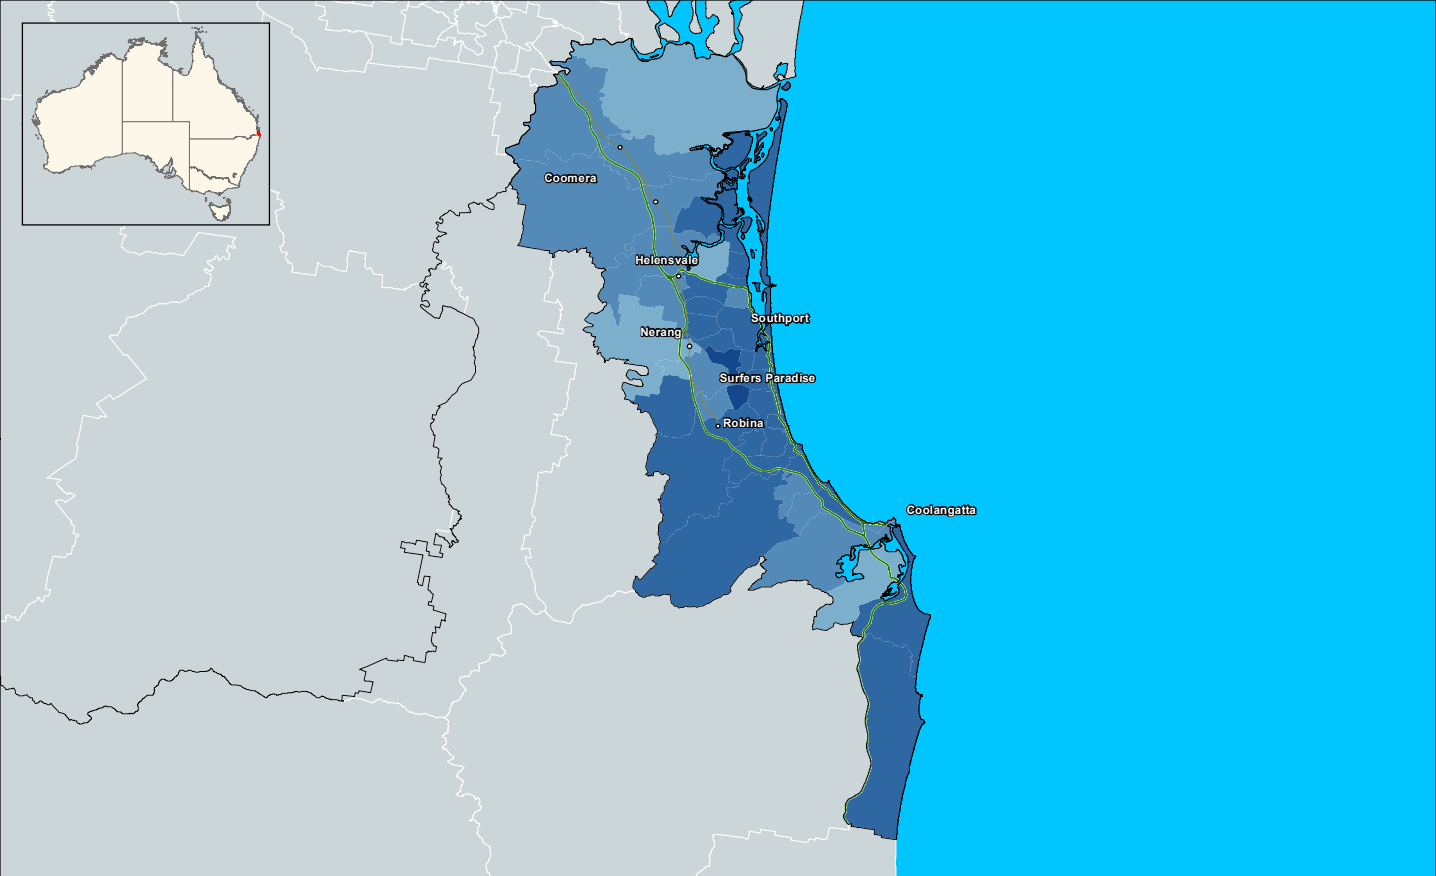 Coomera
Helensvale
Southport
Nerang
Surfers Paradise
Robina
Coolangatta